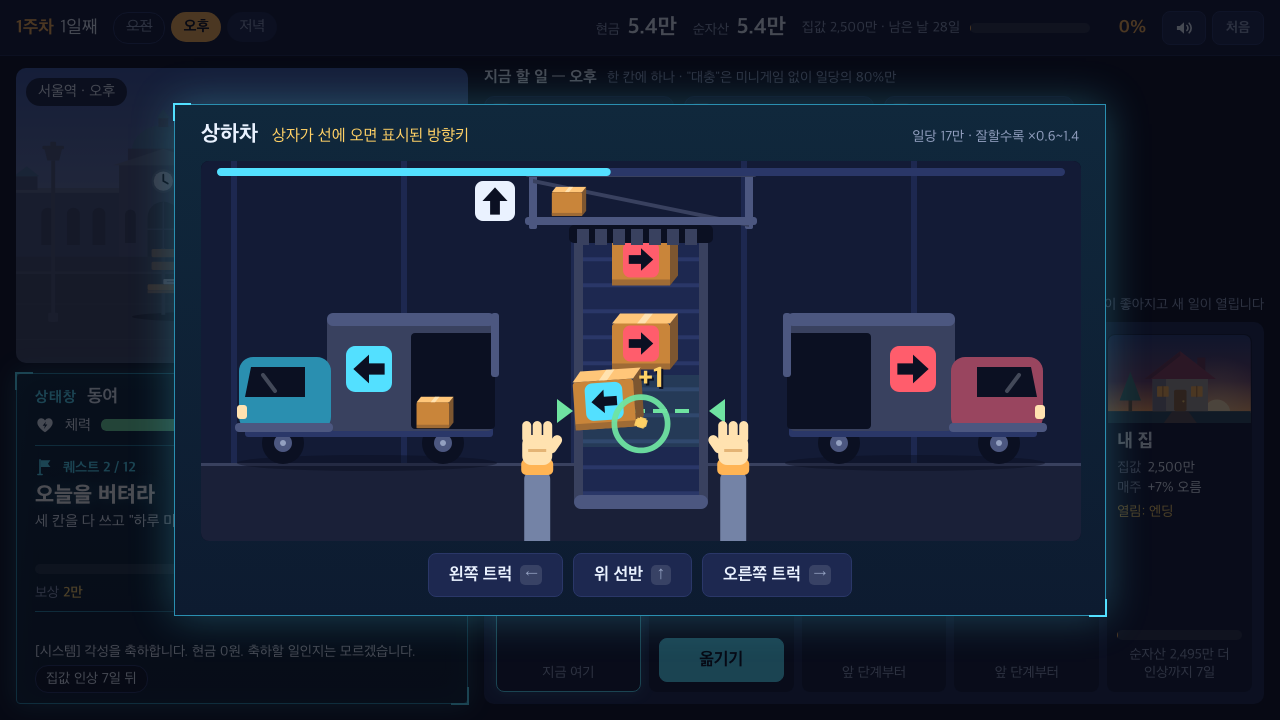 1주차 1일째 오전 오후 저녁
현금 5.4만 순자산 5.4만 집값 2,500만 · 남은 날 28일 0% 처음
서울역 · 오후
지금 할 일 — 오후 한 칸에 하나 · "대충"은 미니게임 없이 일당의 80%만
상하차 상자가 선에 오면 표시된 방향키 일당 17만 · 잘할수록 ×0.6~1.4
이 좋아지고 새 일이 열립니다
+1
상태창 동여
체력
퀘스트 2 / 12
오늘을 버텨라
세 칸을 다 쓰고 "하루 마
보상 2만
[시스템] 각성을 축하합니다. 현금 0원. 축하할 일인지는 모르겠습니다.
집값 인상 7일 뒤
왼쪽 트럭 ← 위 선반 ↑ 오른쪽 트럭 →
지금 여기 옮기기 앞 단계부터 앞 단계부터
내 집
집값 2,500만
매주 +7% 오름
열림: 엔딩
순자산 2,495만 더
인상까지 7일